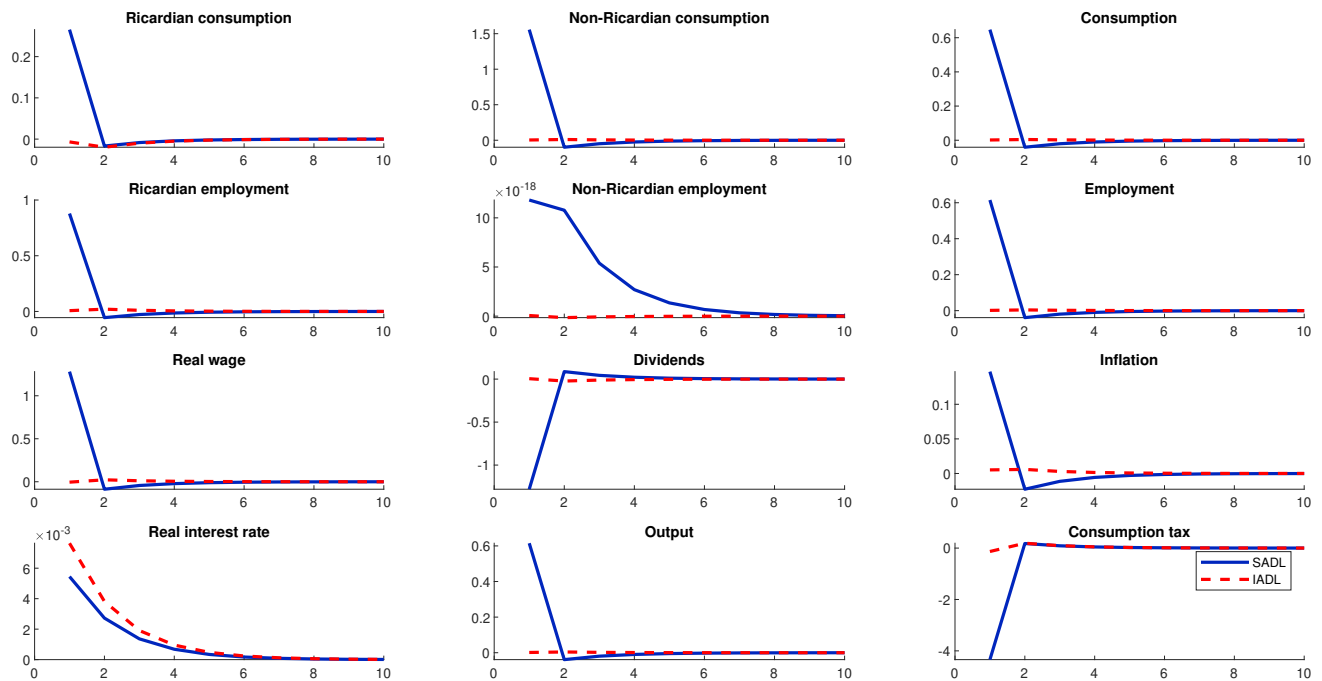 Ricardian consumption
0.2
0.1
0
0 2 4 6 8 10
Non-Ricardian consumption
1.5
1
0.5
0
0 2 4 6 8 10
Consumption
0.6
0.4
0.2
0
0 2 4 6 8 10
Ricardian employment
1
0.5
0
0 2 4 6 8 10
Non-Ricardian employment
×10⁻¹⁸
10
5
0
0 2 4 6 8 10
Employment
0.6
0.4
0.2
0
0 2 4 6 8 10
Real wage
1
0.5
0
0 2 4 6 8 10
Dividends
0
-0.5
-1
0 2 4 6 8 10
Inflation
0.1
0.05
0
0 2 4 6 8 10
Real interest rate
×10⁻³
6
4
2
0
0 2 4 6 8 10
Output
0.6
0.4
0.2
0
0 2 4 6 8 10
Consumption tax
0
-2
-4
0 2 4 6 8 10
SADL
IADL